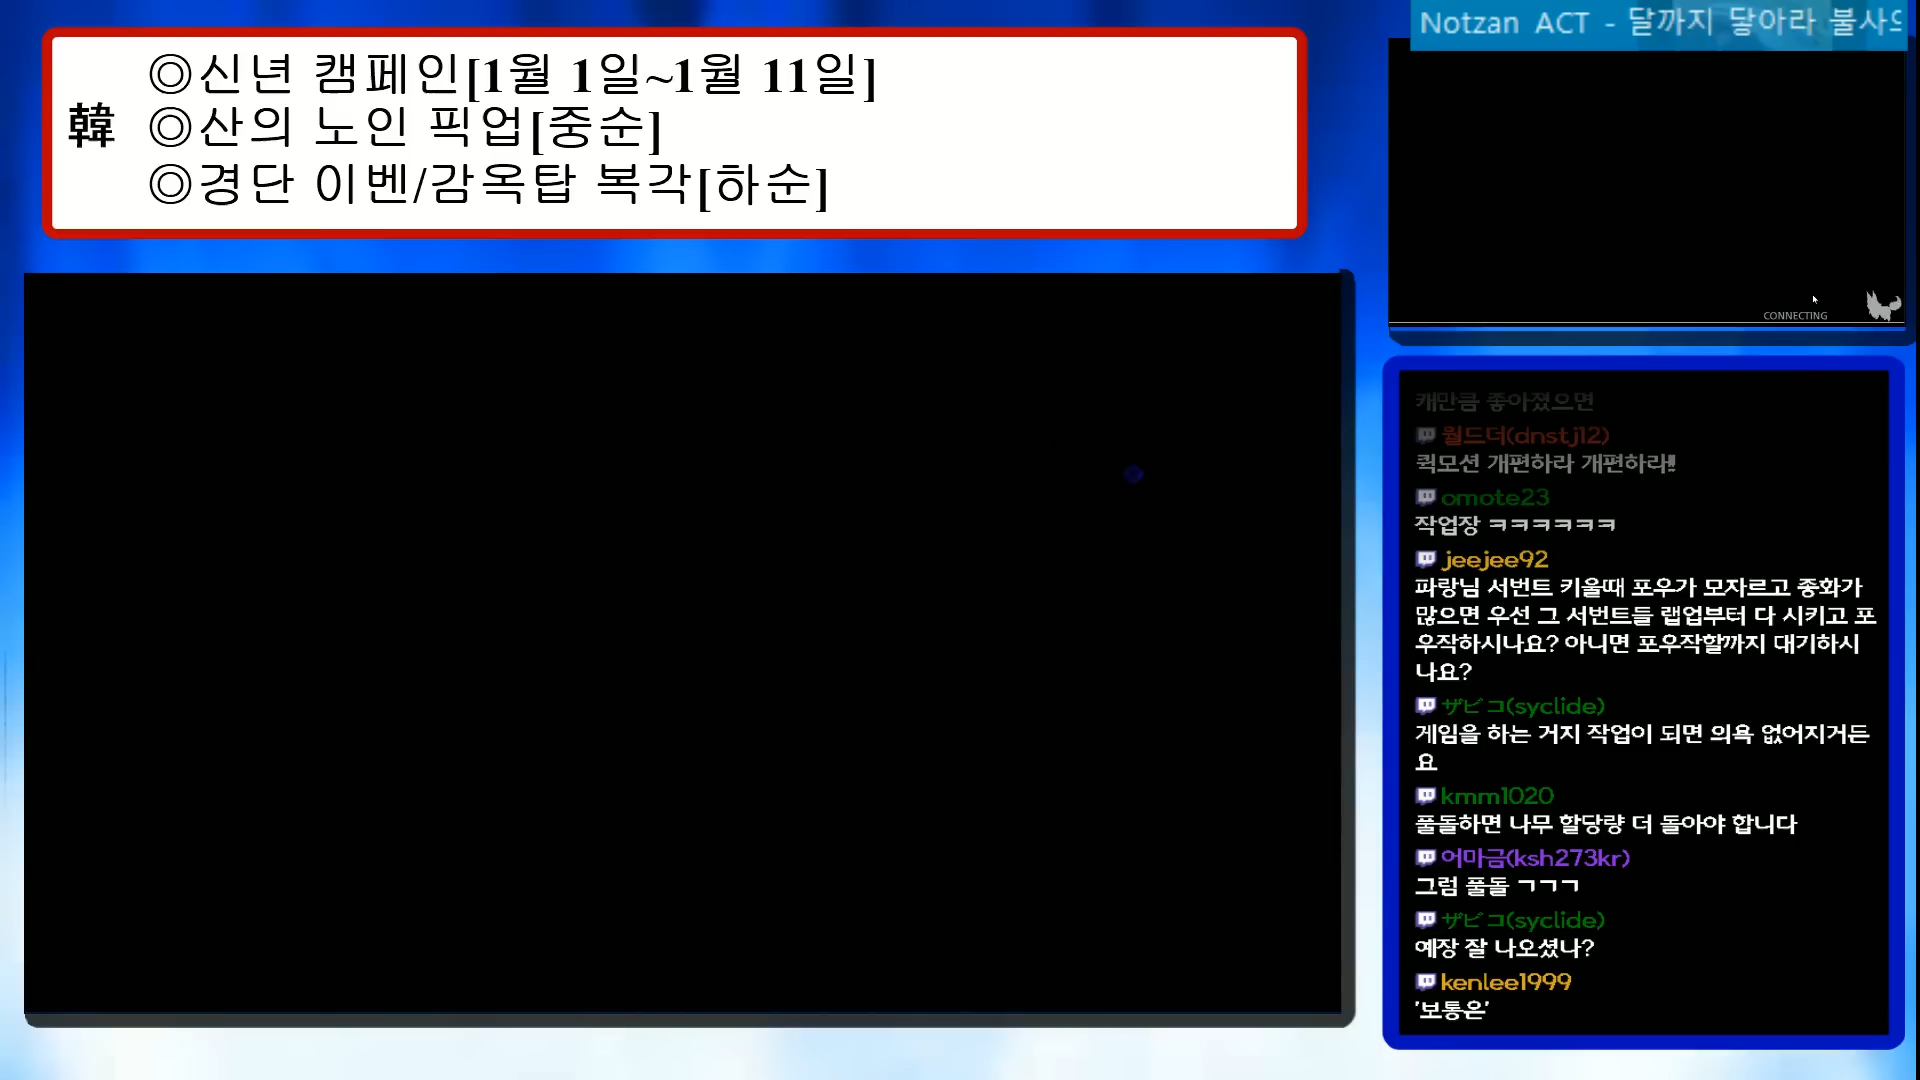 Notzan ACT - 달까지 닿아라 불사의
韓
◎신년 캠페인[1월 1일~1월 11일]
◎산의 노인 픽업[중순]
◎경단 이벤/감옥탑 복각[하순]
CONNECTING
캐만큼 좋아졌으면
월드더(dnstj12)
퀵모션 개편하라 개편하라!!
omote23
작업장 ㅋㅋㅋㅋㅋㅋ
jeejee92
파랑님 서번트 키울때 포우가 모자르고 종화가
많으면 우선 그 서번트들 랩업부터 다 시키고 포
우작하시나요? 아니면 포우작할까지 대기하시
나요?
ザビコ(syclide)
게임을 하는 거지 작업이 되면 의욕 없어지거든
요
kmm1020
풀돌하면 나무 할당량 더 돌아야 합니다
어마금(ksh273kr)
그럼 풀돌 ㄱㄱㄱ
ザビコ(syclide)
예장 잘 나오셨나?
kenlee1999
'보통은'